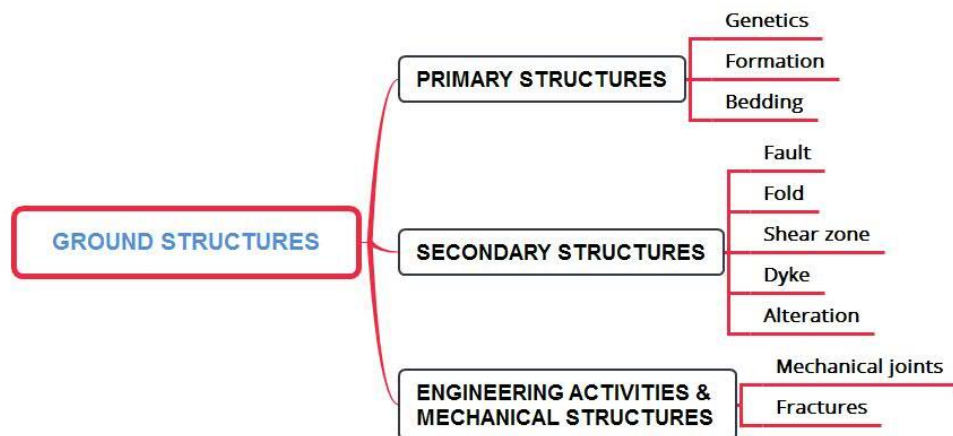 GROUND STRUCTURES
PRIMARY STRUCTURES
Genetics
Formation
Bedding
SECONDARY STRUCTURES
Fault
Fold
Shear zone
Dyke
Alteration
ENGINEERING ACTIVITIES &
MECHANICAL STRUCTURES
Mechanical joints
Fractures